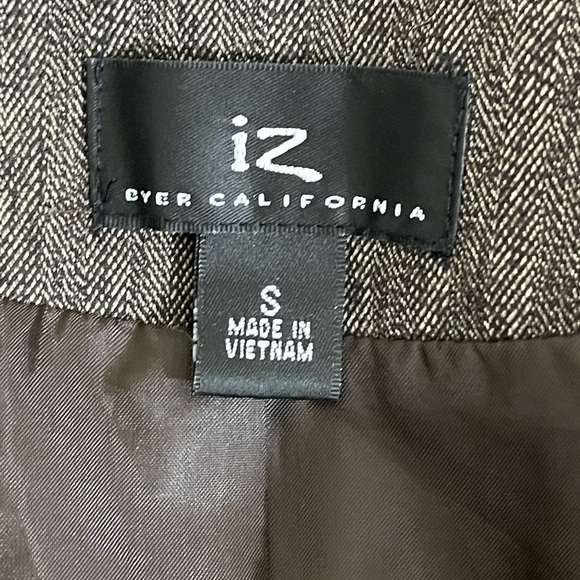 iz
BYER CALIFORNIA
S
MADE IN
VIETNAM